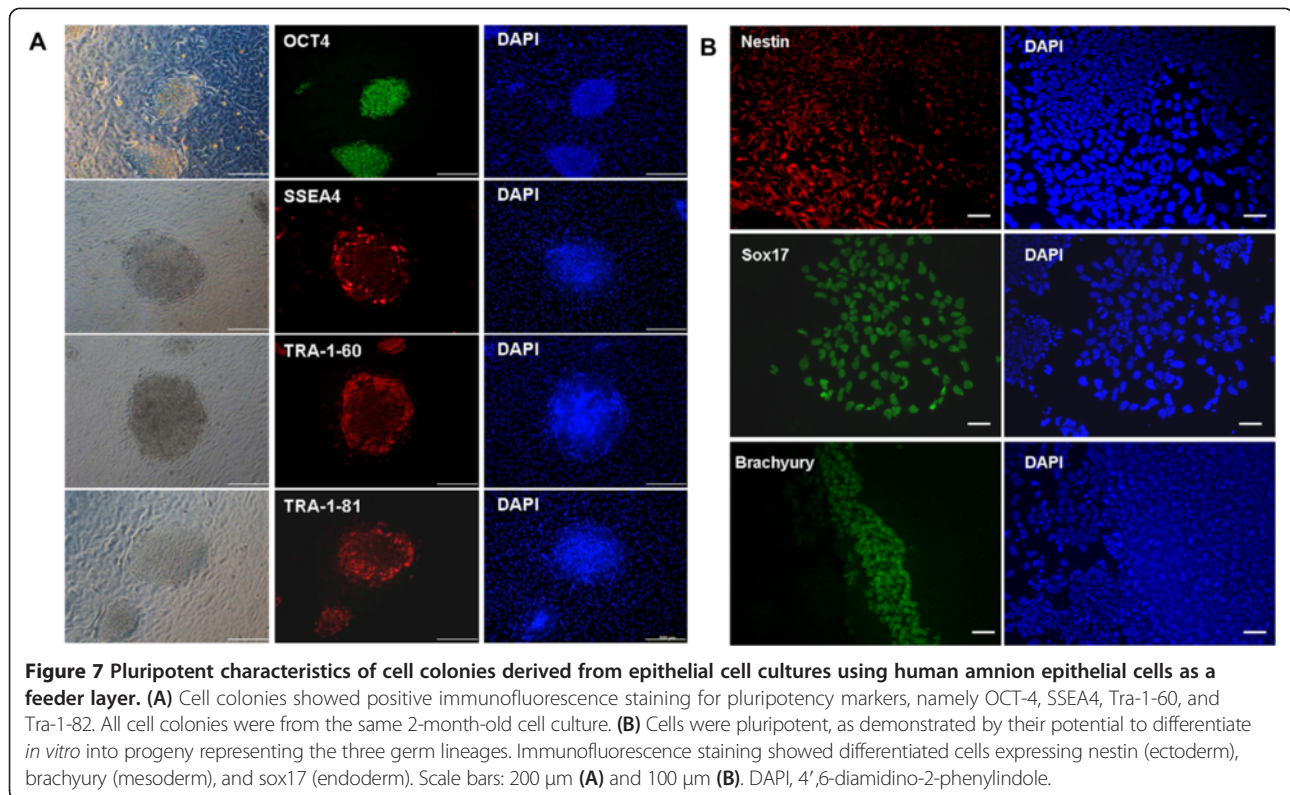 A
OCT4
DAPI
SSEA4
DAPI
TRA-1-60
DAPI
TRA-1-81
DAPI
B
Nestin
DAPI
Sox17
DAPI
Brachyury
DAPI
Figure 7 Pluripotent characteristics of cell colonies derived from epithelial cell cultures using human amnion epithelial cells as a
feeder layer. (A) Cell colonies showed positive immunofluorescence staining for pluripotency markers, namely OCT-4, SSEA4, Tra-1-60, and
Tra-1-82. All cell colonies were from the same 2-month-old cell culture. (B) Cells were pluripotent, as demonstrated by their potential to differentiate
in vitro into progeny representing the three germ lineages. Immunofluorescence staining showed differentiated cells expressing nestin (ectoderm),
brachyury (mesoderm), and sox17 (endoderm). Scale bars: 200 μm (A) and 100 μm (B). DAPI, 4′,6-diamidino-2-phenylindole.